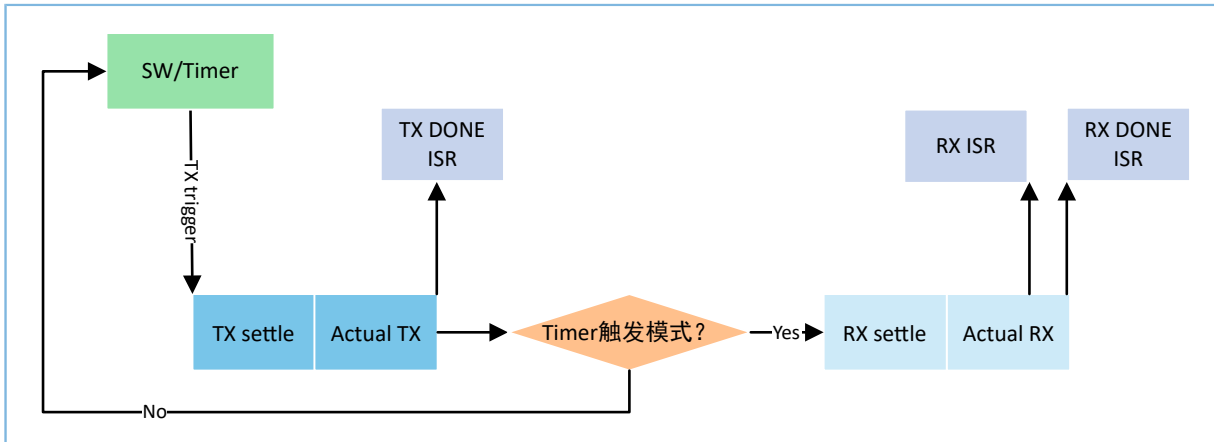 SW/Timer
TX trigger
TX DONE
ISR
RX ISR
RX DONE
ISR
TX settle
Actual TX
Timer触发模式？
Yes
RX settle
Actual RX
No